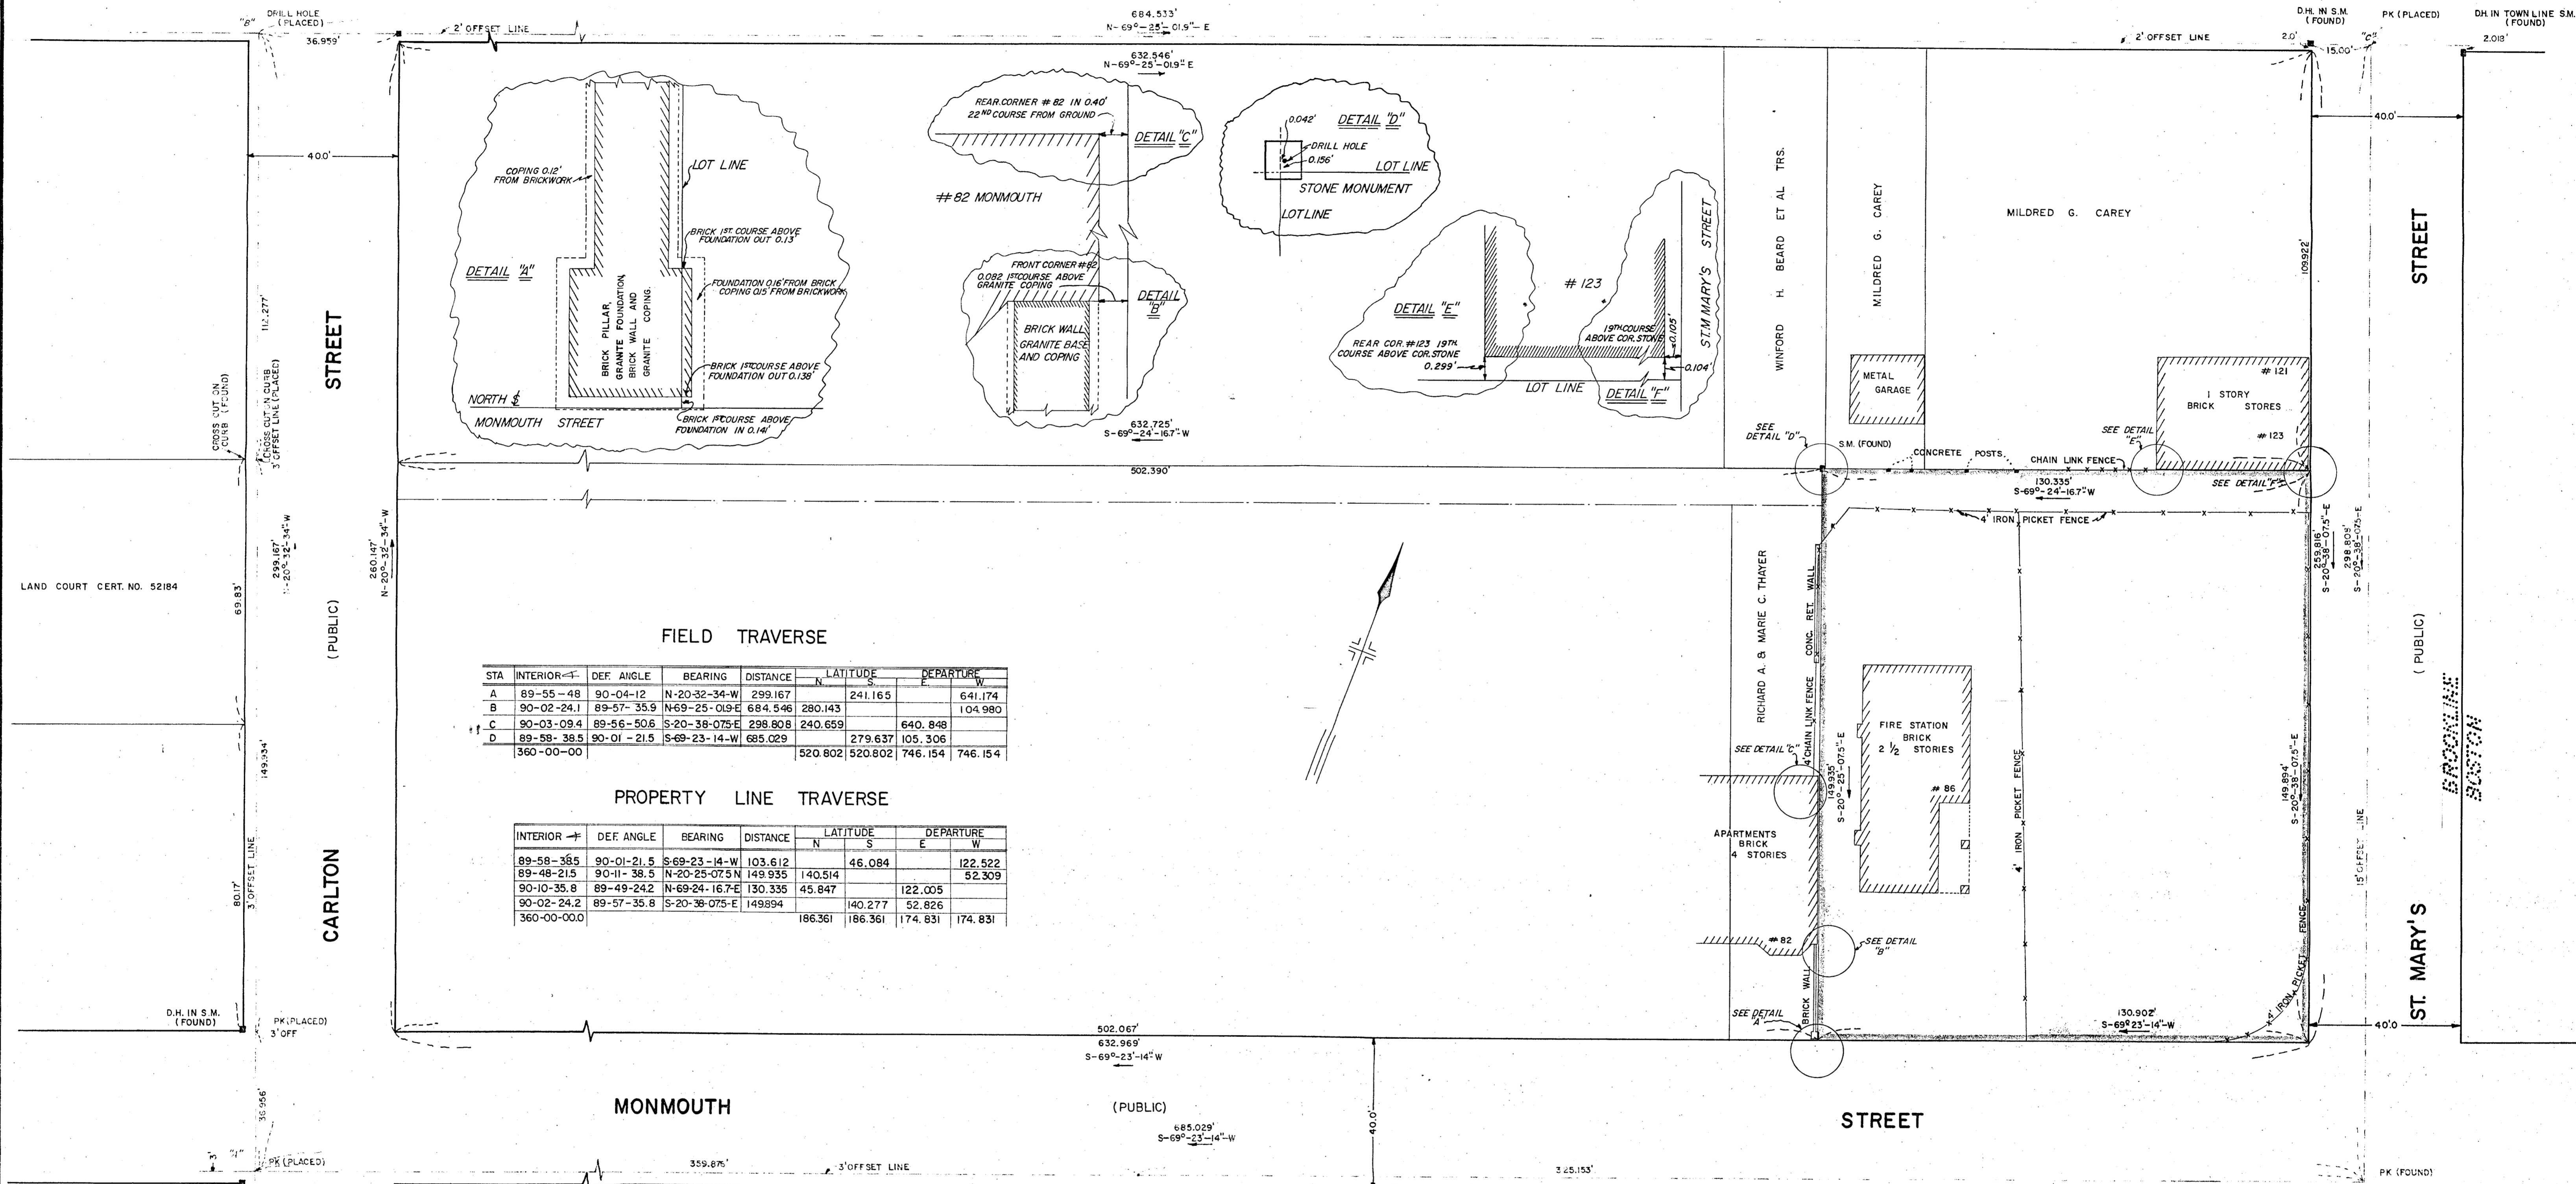 "B"
DRILL HOLE
(PLACED)
36.959'
2' OFFSET LINE
684.533'
N-69°-25'-01.9"-E
632.546'
N-69°-25'-01.9"E
2' OFFSET LINE
D.H. IN S.M.
(FOUND)
2.0'
PK (PLACED)
"C"
15.00'
D.H. IN TOWN LINE S.M.
(FOUND)
2.018'
40.0'
40.0'
COPING 0.12'
FROM BRICKWORK
LOT LINE
BRICK 1ST. COURSE ABOVE
FOUNDATION OUT 0.13'
DETAIL "A"
FOUNDATION 0.16' FROM BRICK
COPING 0.15' FROM BRICKWORK
BRICK PILLAR,
GRANITE FOUNDATION,
BRICK WALL AND
GRANITE COPING.
BRICK 1ST COURSE ABOVE
FOUNDATION OUT 0.138'
NORTH
MONMOUTH STREET
BRICK 1ST COURSE ABOVE
FOUNDATION IN 0.141'
REAR CORNER #82 IN 0.40'
22ND COURSE FROM GROUND
DETAIL "C"
#82 MONMOUTH
FRONT CORNER #82
0.082 1ST COURSE ABOVE
GRANITE COPING
DETAIL
"B"
BRICK WALL
GRANITE BASE
AND COPING
0.042'
DETAIL "D"
DRILL HOLE
0.156'
LOT LINE
STONE MONUMENT
LOT LINE
DETAIL "E"
#123
REAR COR. #123 19TH.
COURSE ABOVE COR. STONE
0.299'
19TH COURSE
ABOVE COR. STONE
0.105'
0.104'
LOT LINE
DETAIL "F"
ST. MARY'S STREET
WINFORD H. BEARD ET AL TRS.
MILDRED G. CAREY
MILDRED G. CAREY
109.922'
METAL
GARAGE
#121
1 STORY
BRICK STORES
#123
SEE
DETAIL "D"
S.M. (FOUND)
CONCRETE POSTS
CHAIN LINK FENCE
SEE DETAIL
"E"
SEE DETAIL "F"
632.725'
S-69°-24'-16.7"-W
502.390'
130.335'
S-69°-24'-16.7"W
4' IRON PICKET FENCE
CROSS CUT ON
CURB (FOUND)
112.277'
CROSS CUT ON CURB
3' OFFSET LINE (PLACED)
STREET
STREET
LAND COURT CERT. NO. 52184
69.83'
299.167'
N-20°-32'-34"-W
(PUBLIC)
260.147'
N-20°-32'-34"-W
149.934'
80.17'
3' OFFSET LINE
CARLTON
D.H. IN S.M.
(FOUND)
PK (PLACED)
3' OFF
FIELD TRAVERSE
STA INTERIOR DEF. ANGLE BEARING DISTANCE LATITUDE DEPARTURE
N. S. E. W.
A 89-55-48 90-04-12 N-20-32-34-W 299.167 241.165 641.174
B 90-02-24.1 89-57-35.9 N-69-25-01.9-E 684.546 280.143 104.980
C 90-03-09.4 89-56-50.6 S-20-38-07.5-E 298.808 240.659 640.848
D 89-58-38.5 90-01-21.5 S-69-23-14-W 685.029 279.637 105.306
360-00-00 520.802 520.802 746.154 746.154
PROPERTY LINE TRAVERSE
INTERIOR DEF. ANGLE BEARING DISTANCE LATITUDE DEPARTURE
N S E W
89-58-38.5 90-01-21.5 S-69-23-14-W 103.612 46.084 122.522
89-48-21.5 90-11-38.5 N-20-25-07.5 N 149.935 140.514 52.309
90-10-35.8 89-49-24.2 N-69-24-16.7-E 130.335 45.847 122.005
90-02-24.2 89-57-35.8 S-20-38-07.5-E 149.894 140.277 52.826
360-00-00.0 186.361 186.361 174.831 174.831
RICHARD A. & MARIE C. THAYER
4' CHAIN LINK FENCE CONC. RET. WALL
SEE DETAIL "C"
149.935'
S-20°-25'-07.5"-E
FIRE STATION
BRICK
2 1/2 STORIES
#86
4' IRON PICKET FENCE
APARTMENTS
BRICK
4 STORIES
#82
SEE DETAIL
"B"
BRICK WALL
SEE DETAIL
"A"
259.816'
S-20°-38'-07.5"-E
298.808'
S-20°-38'-07.5-E
149.894'
S-20°-38'-07.5"-E
15' OFFSET LINE
(PUBLIC)
BROOKLINE
BOSTON
ST. MARY'S
4' IRON PICKET FENCE
130.902'
S-69° 23'-14"-W
40.0
502.067'
632.969'
S-69°-23'-14"W
MONMOUTH
(PUBLIC)
STREET
685.029'
S-69°-23'-14"-W
40.0'
36.956'
3'
PK (PLACED)
359.876'
3' OFFSET LINE
325.153'
PK (FOUND)